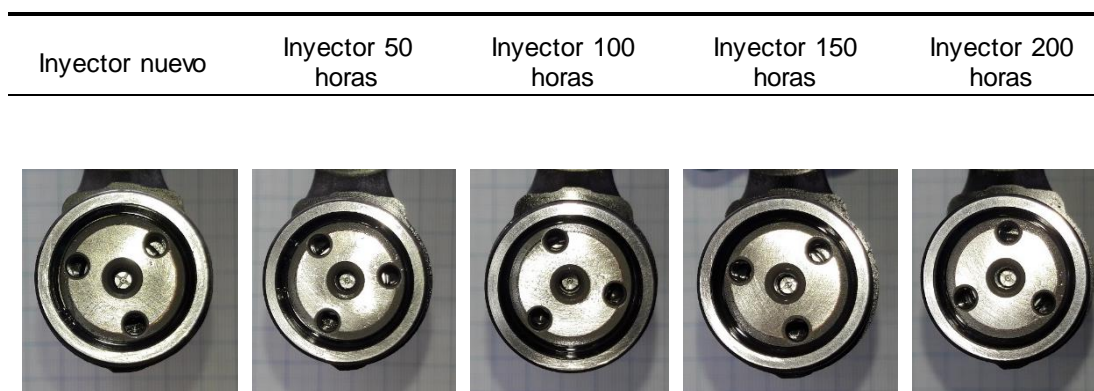 Inyector nuevo
Inyector 50
horas
Inyector 100
horas
Inyector 150
horas
Inyector 200
horas